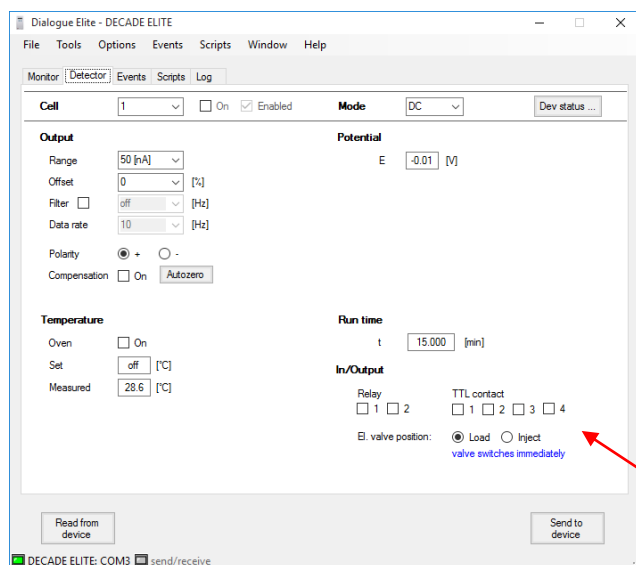 Dialogue Elite - DECADE ELITE
File Tools Options Events Scripts Window Help
Monitor Detector Events Scripts Log
Cell 1 On Enabled Mode DC Dev status ...
Output Potential
Range 50 [nA] E -0.01 [V]
Offset 0 [%]
Filter off [Hz]
Data rate 10 [Hz]
Polarity + -
Compensation On Autozero
Temperature Run time
Oven On t 15.000 [min]
Set off [°C] In/Output
Measured 28.6 [°C] Relay TTL contact
1 2 1 2 3 4
El. valve position: Load Inject
valve switches immediately
Read from device Send to device
DECADE ELITE: COM3 send/receive